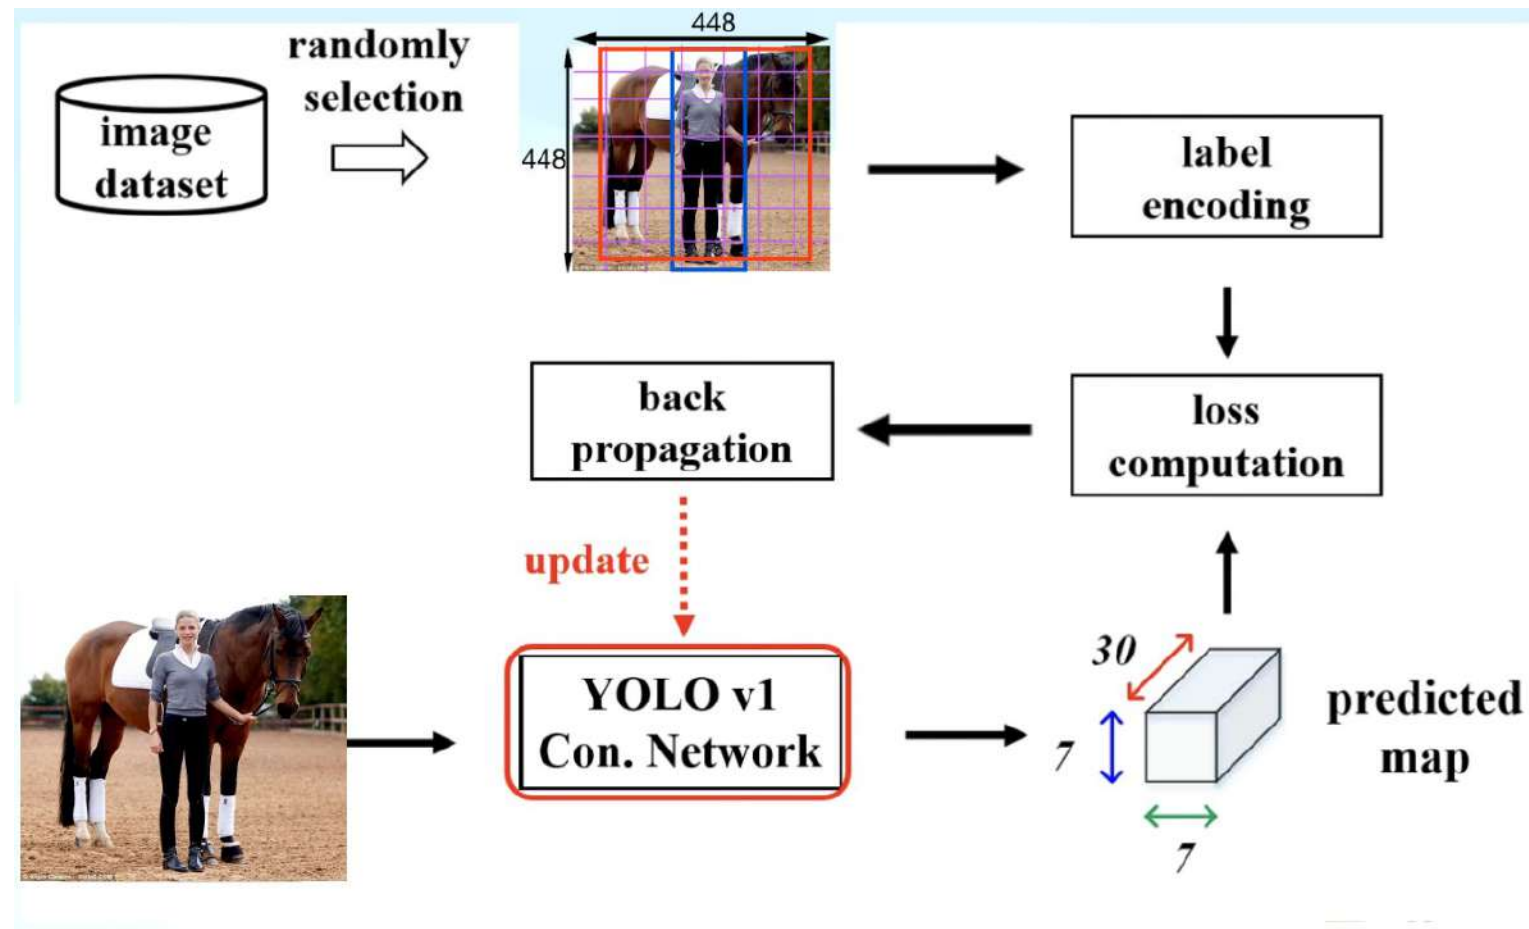 448
randomly
selection
image
dataset
448
label
encoding
back
propagation
loss
computation
update
YOLO v1
Con. Network
30
7
7
predicted
map